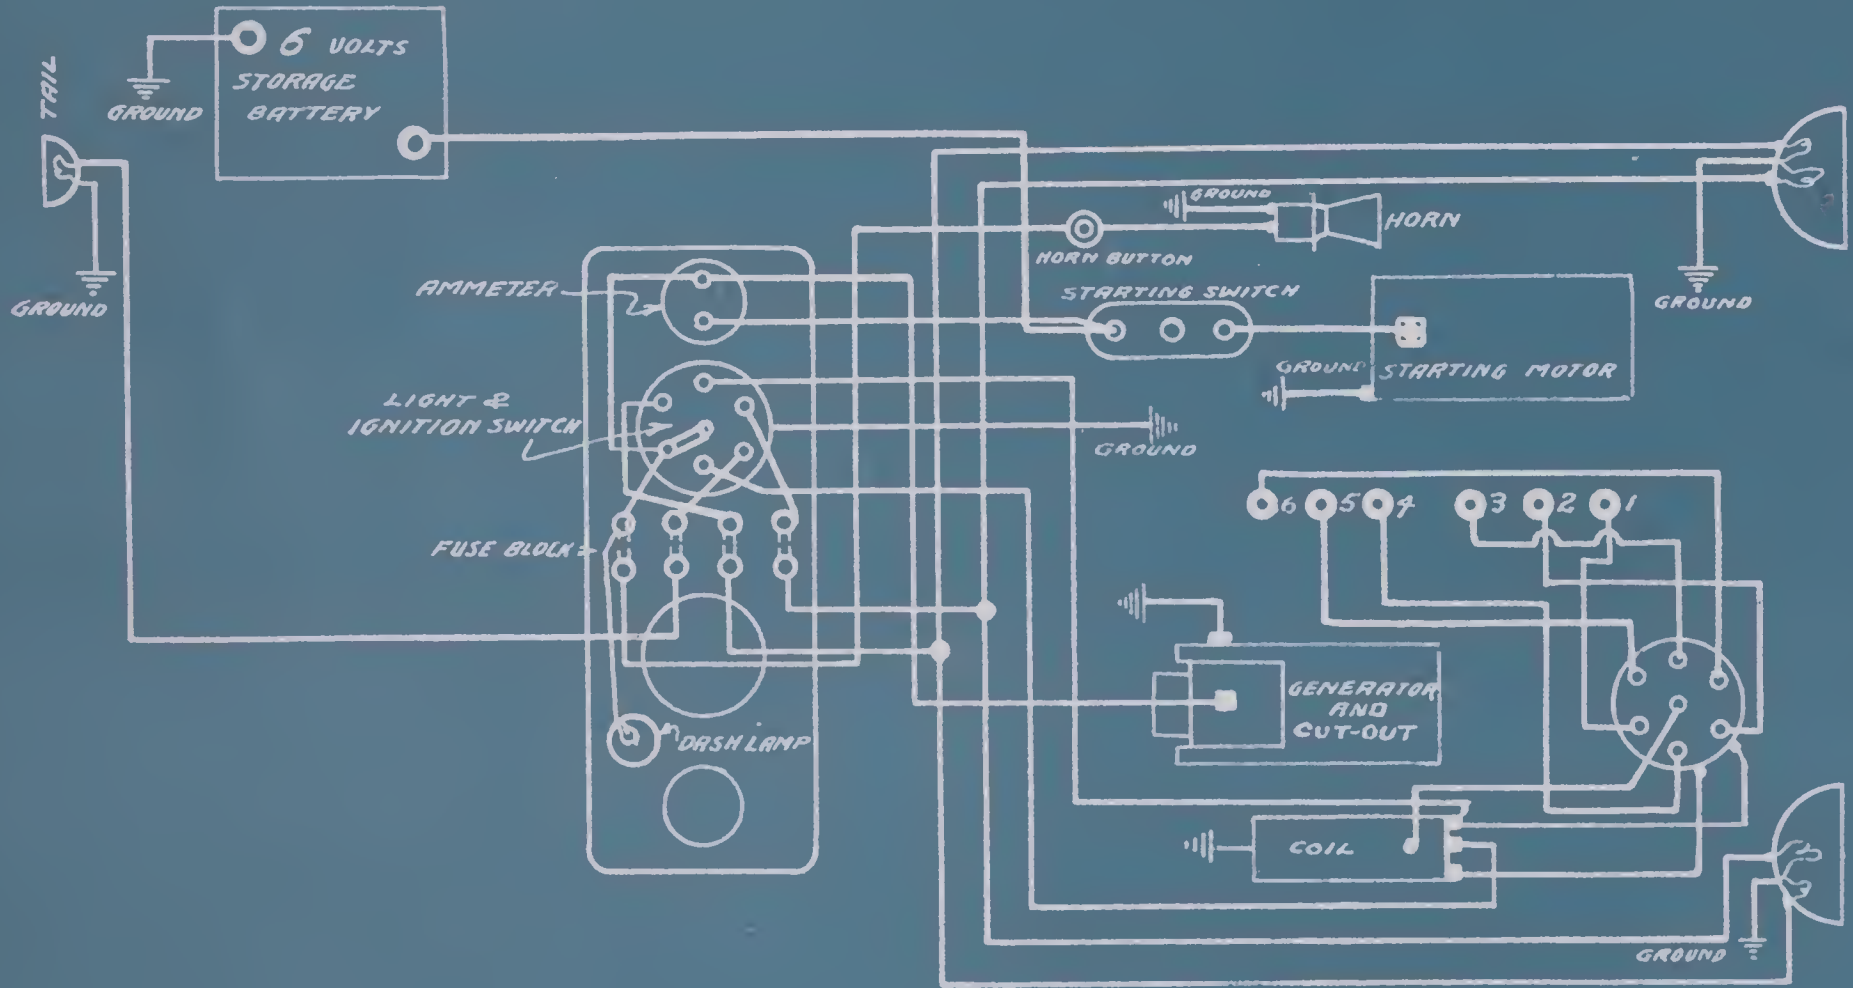 TAIL
6 VOLTS
STORAGE
BATTERY
GROUND
GROUND
GROUND
HORN
HORN BUTTON
AMMETER
STARTING SWITCH
GROUND
GROUND
STARTING MOTOR
LIGHT &
IGNITION SWITCH
GROUND
6 5 4 3 2 1
FUSE BLOCK
GENERATOR
AND
CUT-OUT
DASH LAMP
COIL
GROUND